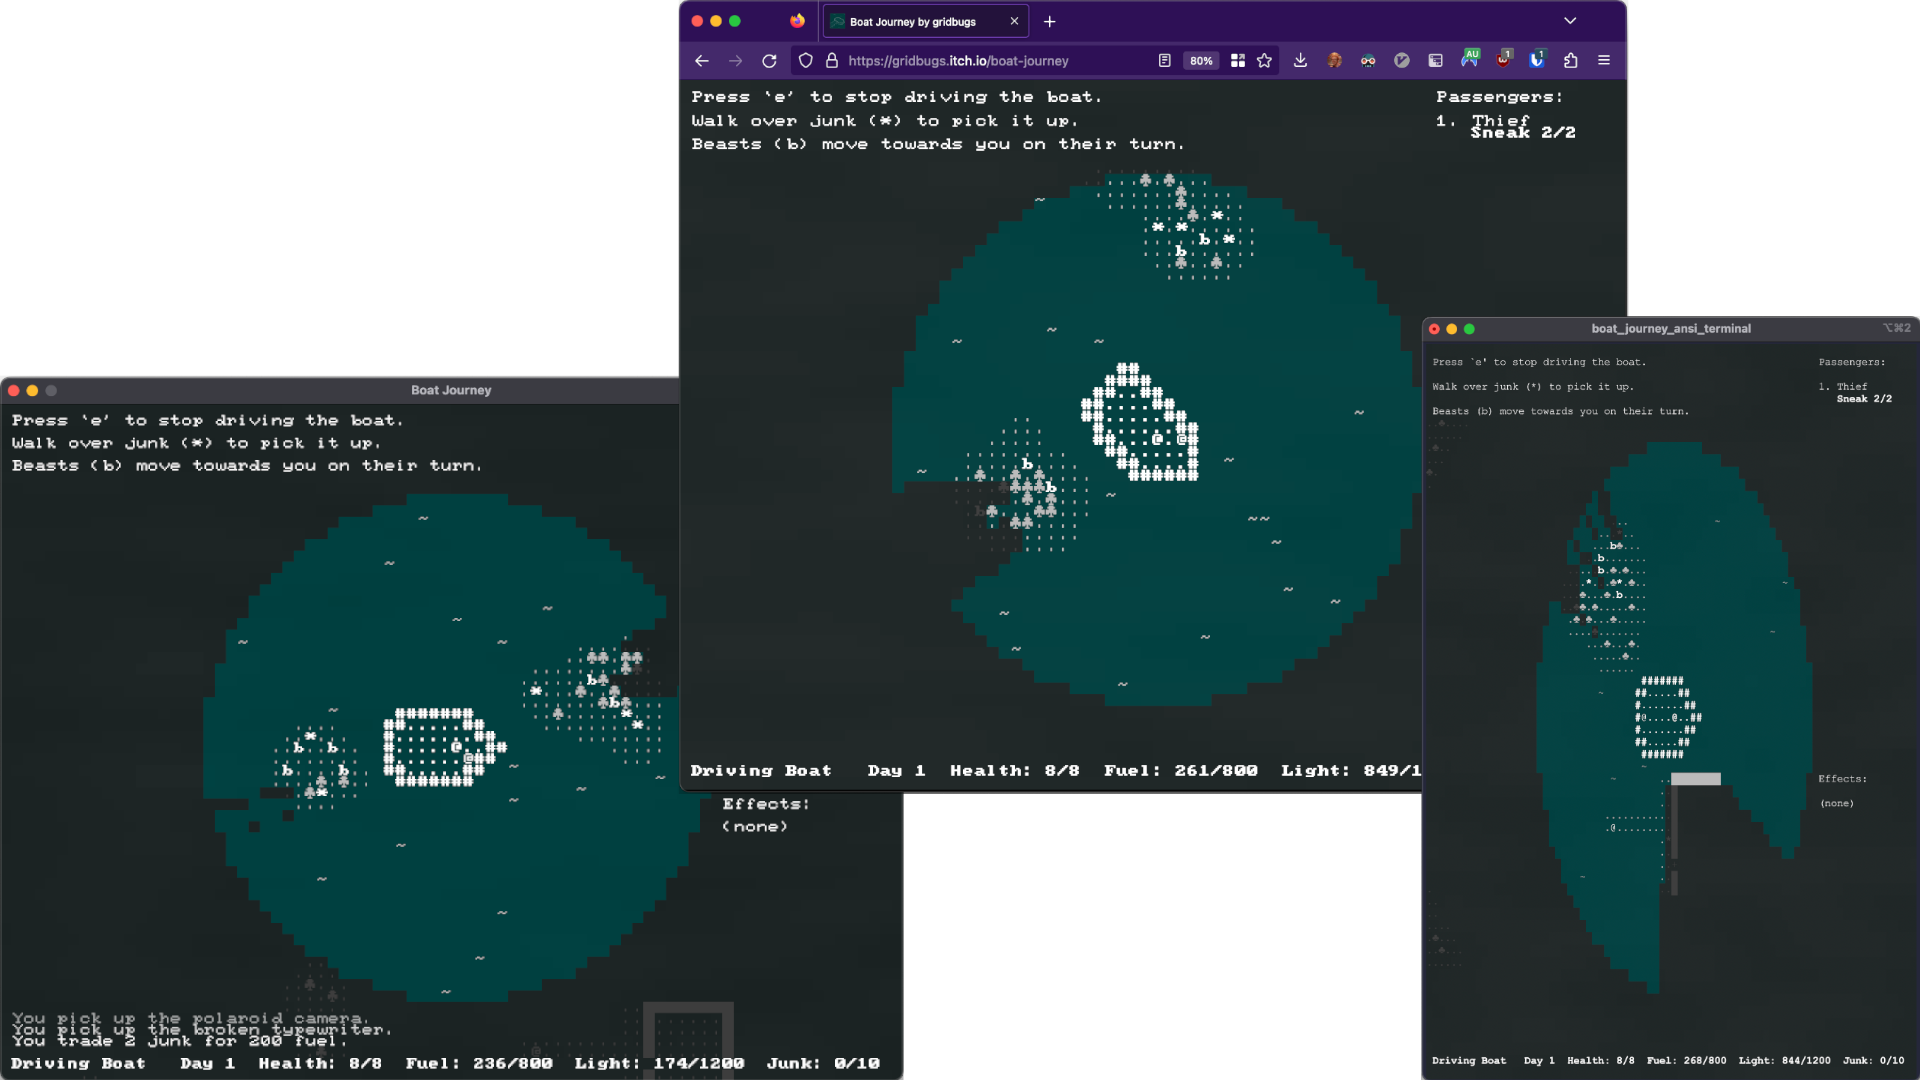 Boat Journey by gridbugs
https://gridbugs.itch.io/boat-journey
80%
AU
1
1
Press `e' to stop driving the boat.
Walk over junk (*) to pick it up.
Beasts (b) move towards you on their turn.
Passengers:
1. Thief
Sneak 2/2
Driving Boat Day 1 Health: 8/8 Fuel: 261/800 Light: 849/1
Boat Journey
Press `e' to stop driving the boat.
Walk over junk (*) to pick it up.
Beasts (b) move towards you on their turn.
Effects:
(none)
You pick up the polaroid camera.
You pick up the broken typewriter.
You trade 2 junk for 200 fuel.
Driving Boat Day 1 Health: 8/8 Fuel: 236/800 Light: 174/1200 Junk: 0/10
boat_journey_ansi_terminal
⌥⌘2
Press `e' to stop driving the boat.
Walk over junk (*) to pick it up.
Beasts (b) move towards you on their turn.
Passengers:
1. Thief
Sneak 2/2
Effects:
(none)
Driving Boat Day 1 Health: 8/8 Fuel: 268/800 Light: 844/1200 Junk: 0/10